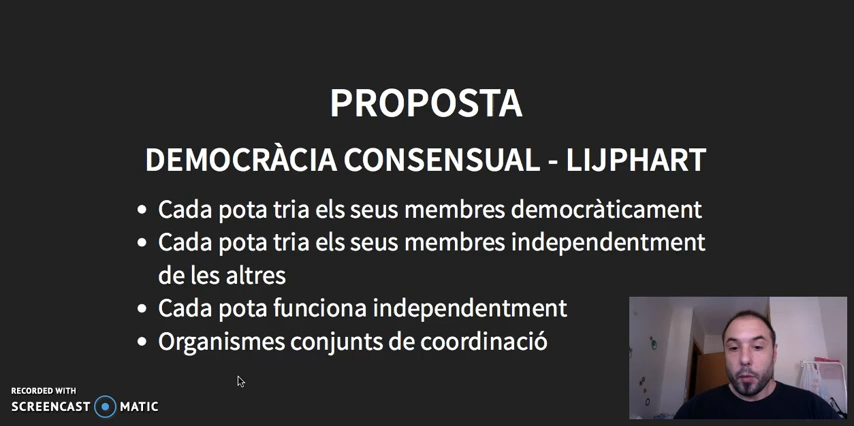 PROPOSTA
DEMOCRÀCIA CONSENSUAL - LIJPHART
• Cada pota tria els seus membres democràticament
• Cada pota tria els seus membres independentment
de les altres
• Cada pota funciona independentment
• Organismes conjunts de coordinació
RECORDED WITH
SCREENCAST MATIC